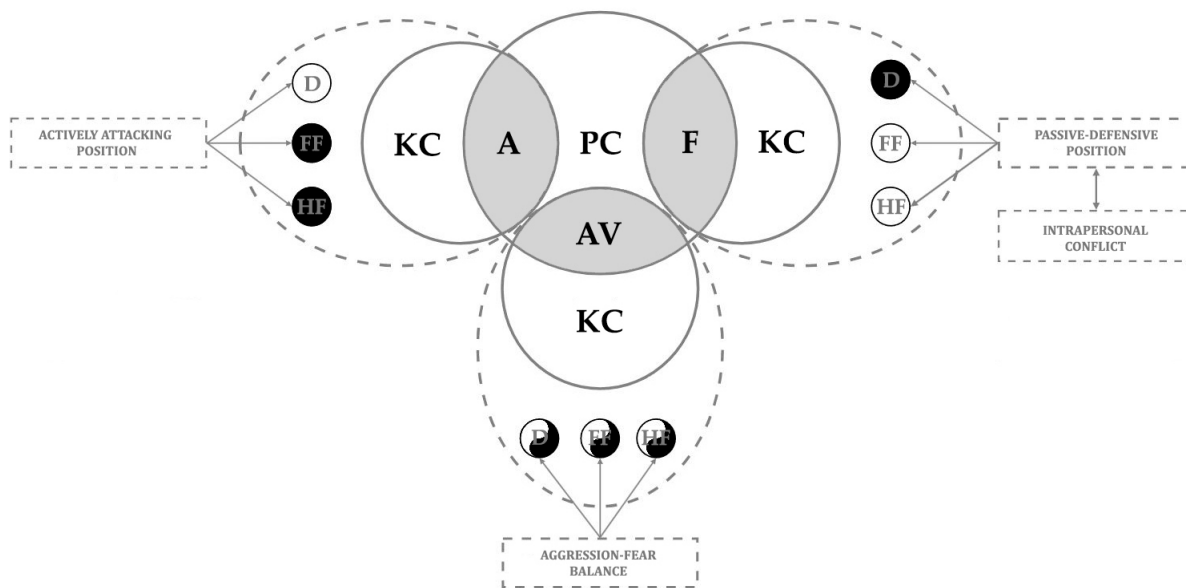 D
D
ACTIVELY ATTACKING
POSITION
FF
KC
A
PC
F
KC
FF
PASSIVE-DEFENSIVE
POSITION
HF
HF
AV
INTRAPERSONAL
CONFLICT
KC
D
FF
HF
AGGRESSION-FEAR
BALANCE